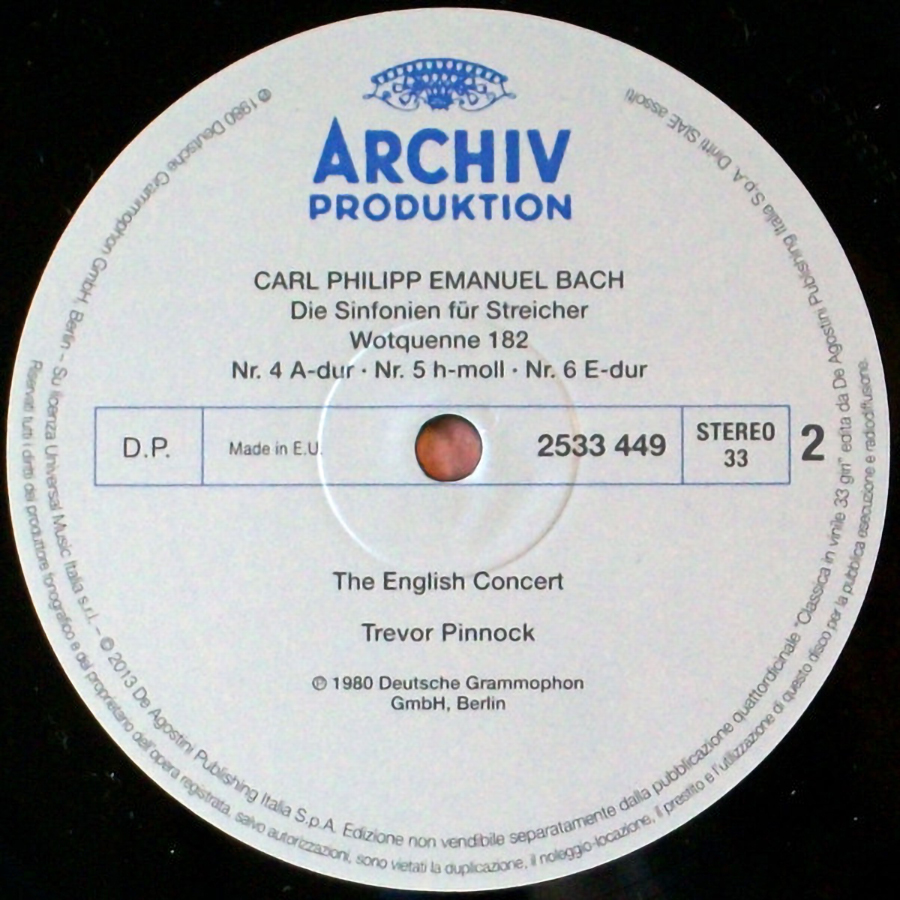 ARCHIV
PRODUKTION
CARL PHILIPP EMANUEL BACH
Die Sinfonien für Streicher
Wotquenne 182
Nr. 4 A-dur · Nr. 5 h-moll · Nr. 6 E-dur
D.P.
Made in E.U.
2533 449
STEREO
33
2
The English Concert
Trevor Pinnock
℗ 1980 Deutsche Grammophon
GmbH, Berlin
℗ 1980 Deutsche Grammophon GmbH, Berlin – Su licenza Universal Music Italia s.r.l. – © 2013 De Agostini Publishing Italia S.p.A. Edizione non vendibile separatamente dalla pubblicazione quattordicinale "Classica in vinile 33 giri" edita da De Agostini Publishing Italia S.p.A. Diritti SIAE assolti
Riservati tutti i diritti del produttore fonografico e del proprietario dell'opera registrata, salvo autorizzazioni, sono vietati la duplicazione, il noleggio-locazione, il prestito e l'utilizzazione di questo disco per la pubblica esecuzione e radiodiffusione.